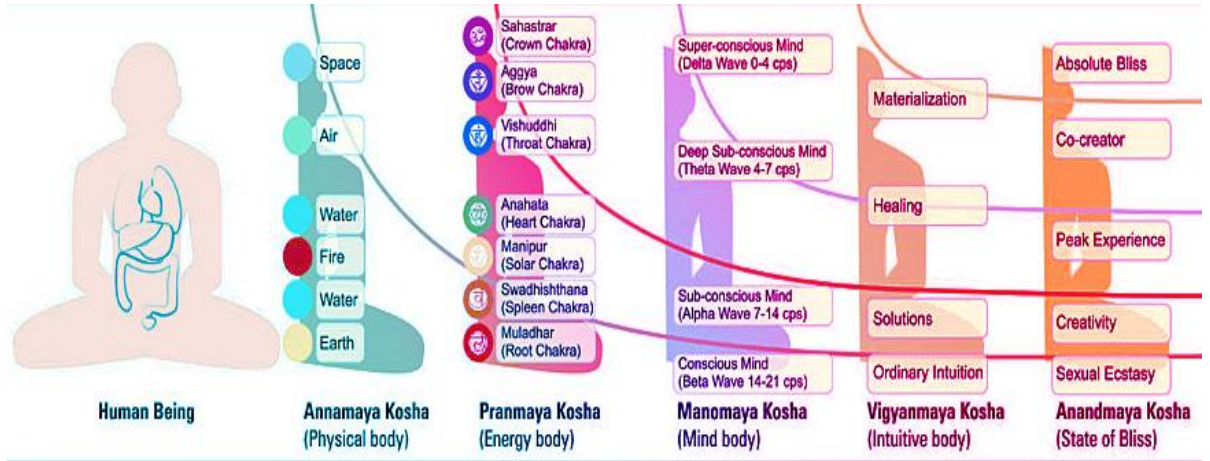 Space
Air
Water
Fire
Water
Earth
Sahastrar
(Crown Chakra)
Aggya
(Brow Chakra)
Vishuddhi
(Throat Chakra)
Anahata
(Heart Chakra)
Manipur
(Solar Chakra)
Swadhishthana
(Spleen Chakra)
Muladhar
(Root Chakra)
Super-conscious Mind
(Delta Wave 0-4 cps)
Deep Sub-conscious Mind
(Theta Wave 4-7 cps)
Sub-conscious Mind
(Alpha Wave 7-14 cps)
Conscious Mind
(Beta Wave 14-21 cps)
Materialization
Healing
Solutions
Ordinary Intuition
Absolute Bliss
Co-creator
Peak Experience
Creativity
Sexual Ecstasy
Human Being
Annamaya Kosha
(Physical body)
Pranmaya Kosha
(Energy body)
Manomaya Kosha
(Mind body)
Vigyanmaya Kosha
(Intuitive body)
Anandmaya Kosha
(State of Bliss)